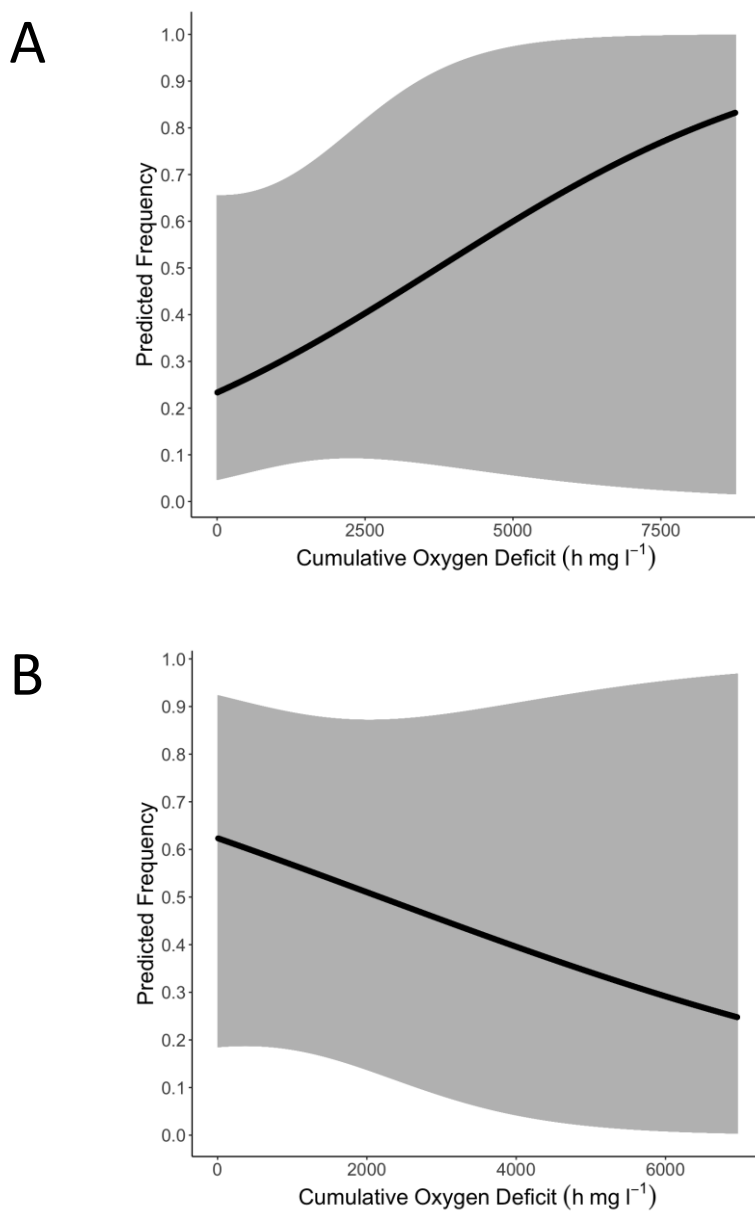 A
1.0
0.9
0.8
0.7
0.6
0.5
0.4
0.3
0.2
0.1
0.0
Predicted Frequency
0 2500 5000 7500
Cumulative Oxygen Deficit (h mg l⁻¹)
B
1.0
0.9
0.8
0.7
0.6
0.5
0.4
0.3
0.2
0.1
0.0
Predicted Frequency
0 2000 4000 6000
Cumulative Oxygen Deficit (h mg l⁻¹)